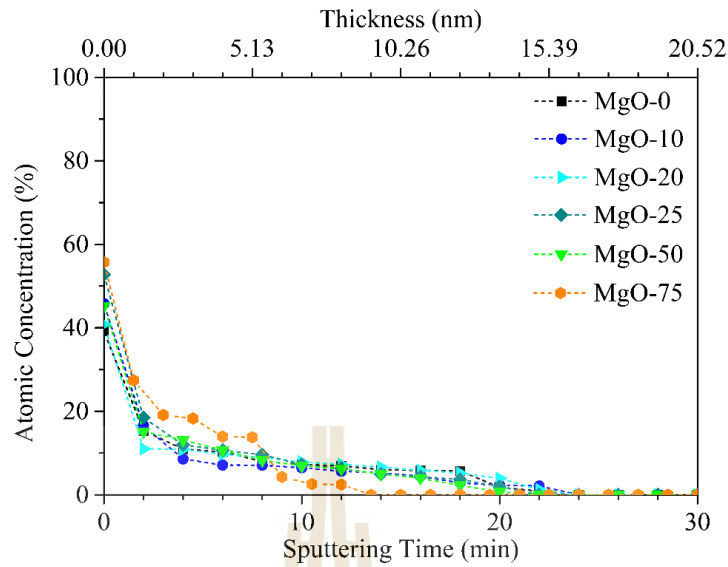 Thickness (nm)
0.00 5.13 10.26 15.39 20.52
100
80
60
40
20
0
Atomic Concentration (%)
MgO-0
MgO-10
MgO-20
MgO-25
MgO-50
MgO-75
0 10 20 30
Sputtering Time (min)